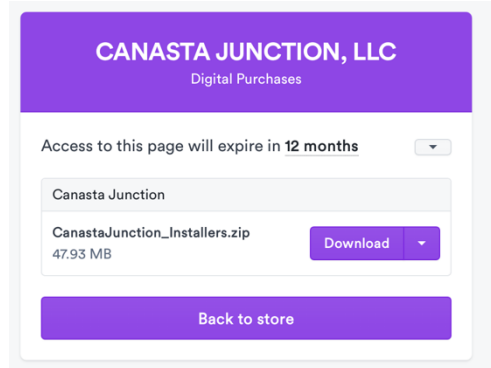 CANASTA JUNCTION, LLC
Digital Purchases
Access to this page will expire in 12 months
Canasta Junction
CanastaJunction_Installers.zip
47.93 MB
Download
Back to store